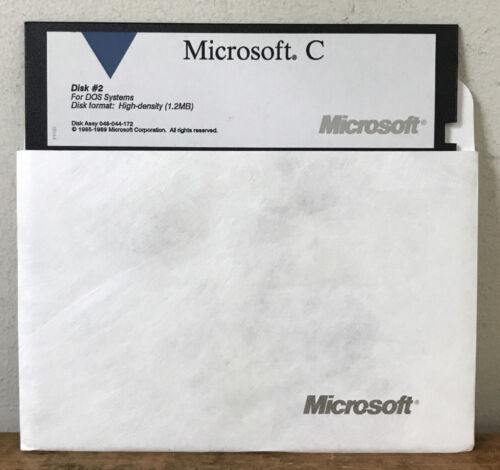 Microsoft® C
Disk #2
For DOS Systems
Disk format: High-density (1.2MB)
Disk Assy 048-044-172
© 1985-1989 Microsoft Corporation. All rights reserved.
Microsoft®
Microsoft®